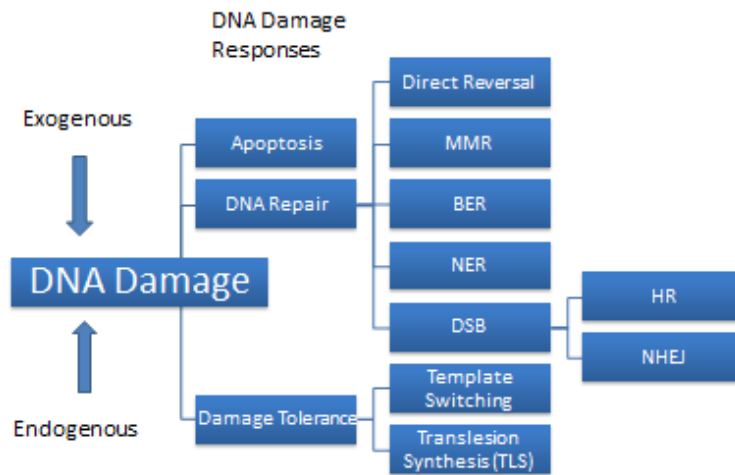 DNA Damage
Responses
Exogenous
Endogenous
DNA Damage
Apoptosis
DNA Repair
Damage Tolerance
Direct Reversal
MMR
BER
NER
DSB
HR
NHEJ
Template
Switching
Translesion
Synthesis(TLS)